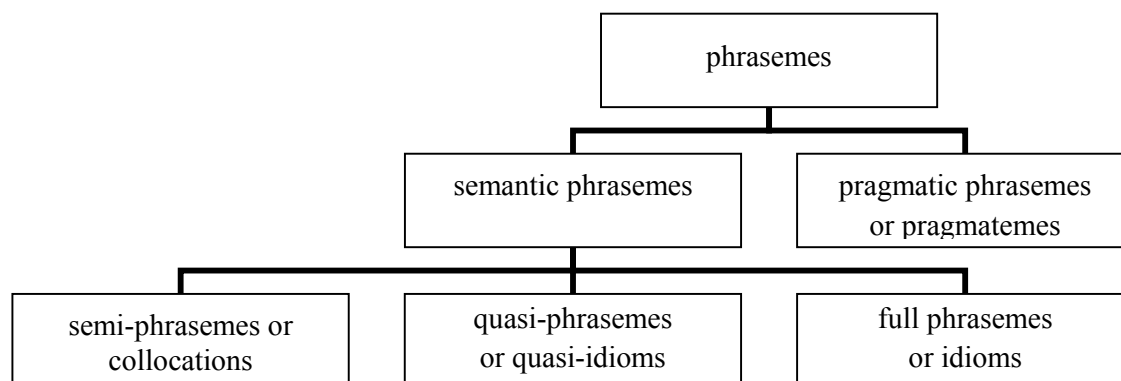 phrasemes
semantic phrasemes
pragmatic phrasemes
or pragmatemes
semi-phrasemes or
collocations
quasi-phrasemes
or quasi-idioms
full phrasemes
or idioms